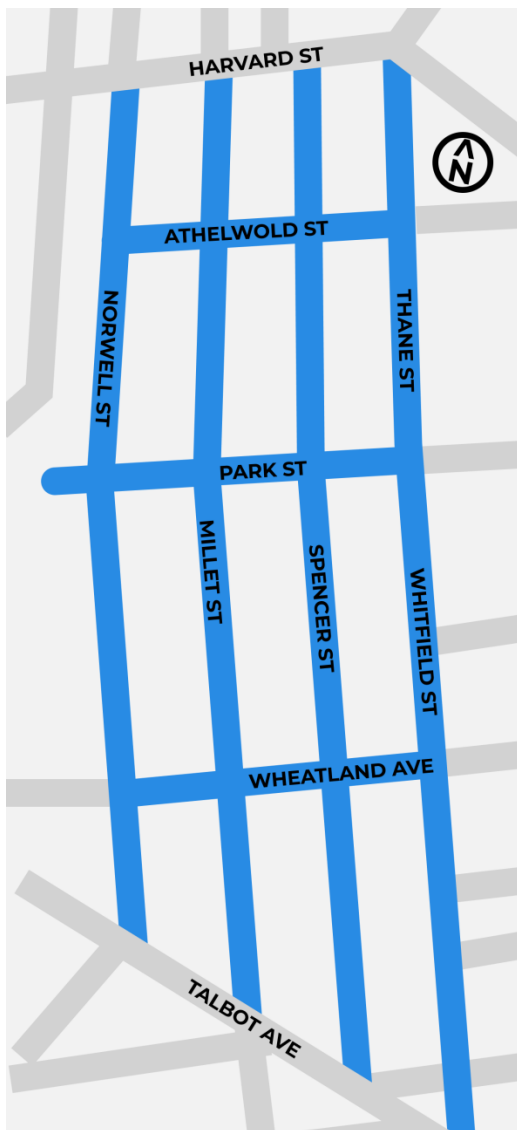 HARVARD ST
N
ATHELWOLD ST
NORWELL ST
THANE ST
PARK ST
MILLET ST
SPENCER ST
WHITFIELD ST
WHEATLAND AVE
TALBOT AVE